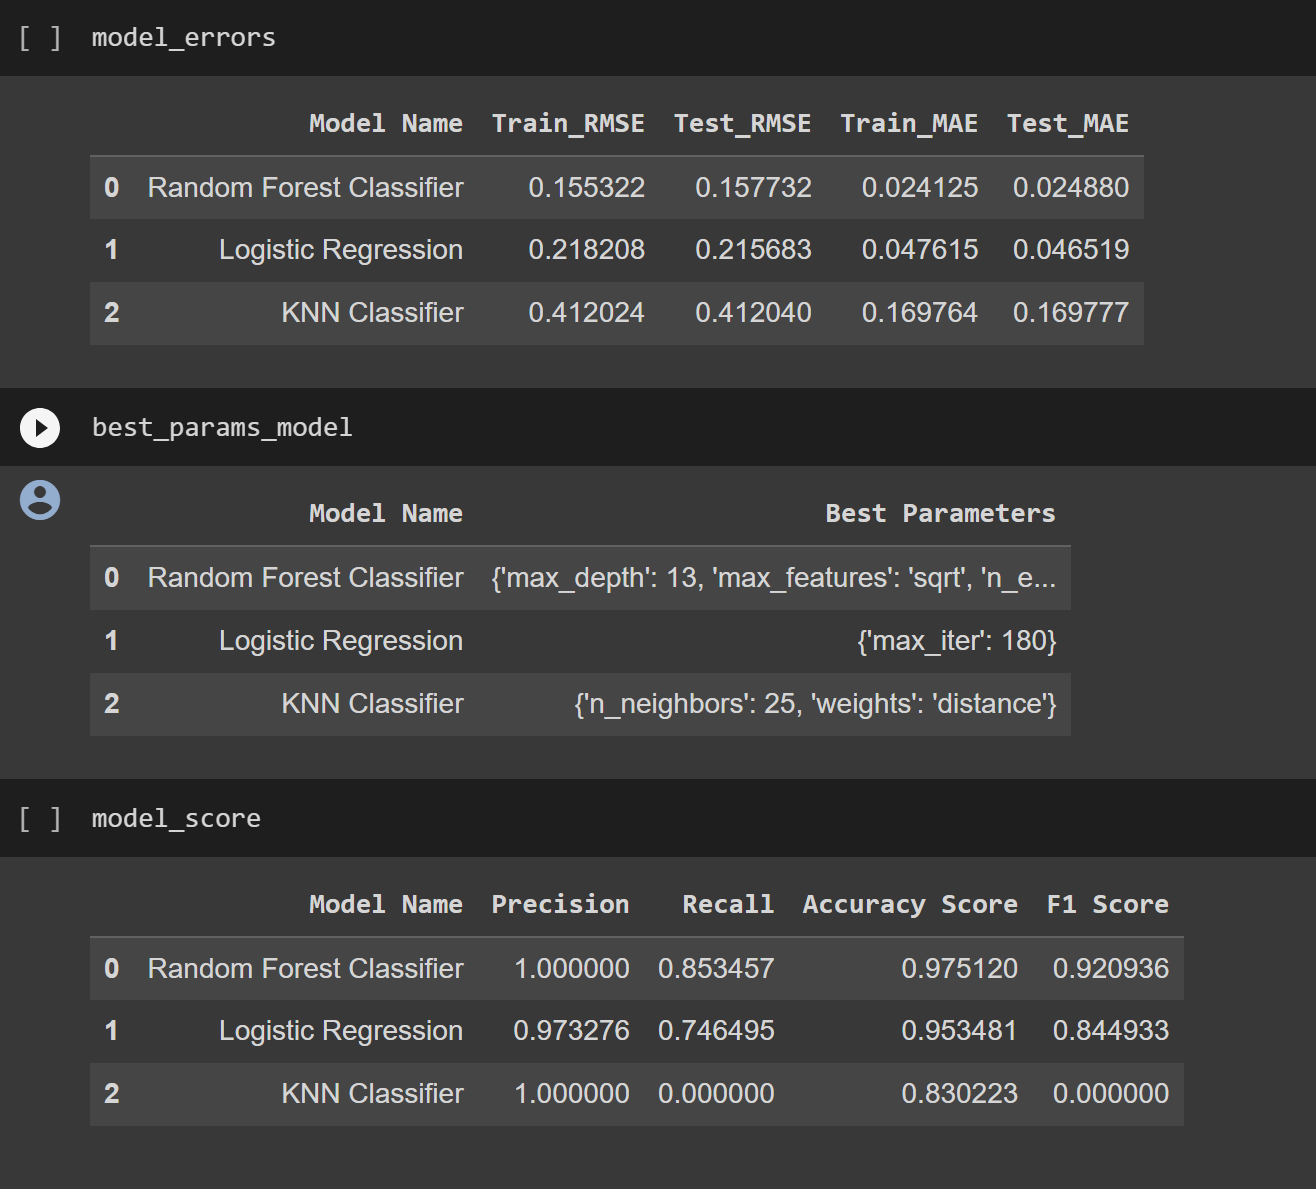 [ ] model_errors
Model Name Train_RMSE Test_RMSE Train_MAE Test_MAE
0 Random Forest Classifier 0.155322 0.157732 0.024125 0.024880
1 Logistic Regression 0.218208 0.215683 0.047615 0.046519
2 KNN Classifier 0.412024 0.412040 0.169764 0.169777
best_params_model
Model Name Best Parameters
0 Random Forest Classifier {'max_depth': 13, 'max_features': 'sqrt', 'n_e...
1 Logistic Regression {'max_iter': 180}
2 KNN Classifier {'n_neighbors': 25, 'weights': 'distance'}
[ ] model_score
Model Name Precision Recall Accuracy Score F1 Score
0 Random Forest Classifier 1.000000 0.853457 0.975120 0.920936
1 Logistic Regression 0.973276 0.746495 0.953481 0.844933
2 KNN Classifier 1.000000 0.000000 0.830223 0.000000